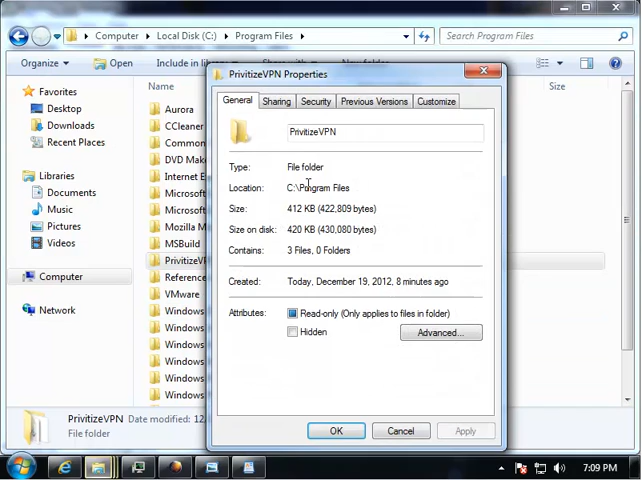 Computer Local Disk (C:) Program Files
Search Program Files
Organize Open Include in library Share with New folder
Favorites
Desktop
Downloads
Recent Places
Libraries
Documents
Music
Pictures
Videos
Computer
Network
Name
Size
Aurora
CCleaner
Common
DVD Make
Internet E
Microsoft
Microsoft
Mozilla M
MSBuild
PrivitizeVP
Reference
VMware
Windows
Windows
Windows
Windows
Windows
Windows
PrivitizeVPN Properties
General Sharing Security Previous Versions Customize
PrivitizeVPN
Type: File folder
Location: C:\Program Files
Size: 412 KB (422,809 bytes)
Size on disk: 420 KB (430,080 bytes)
Contains: 3 Files, 0 Folders
Created: Today, December 19, 2012, 8 minutes ago
Attributes: Read-only (Only applies to files in folder)
Hidden
Advanced...
OK Cancel Apply
PrivitizeVPN Date modified: 12/
File folder
7:09 PM